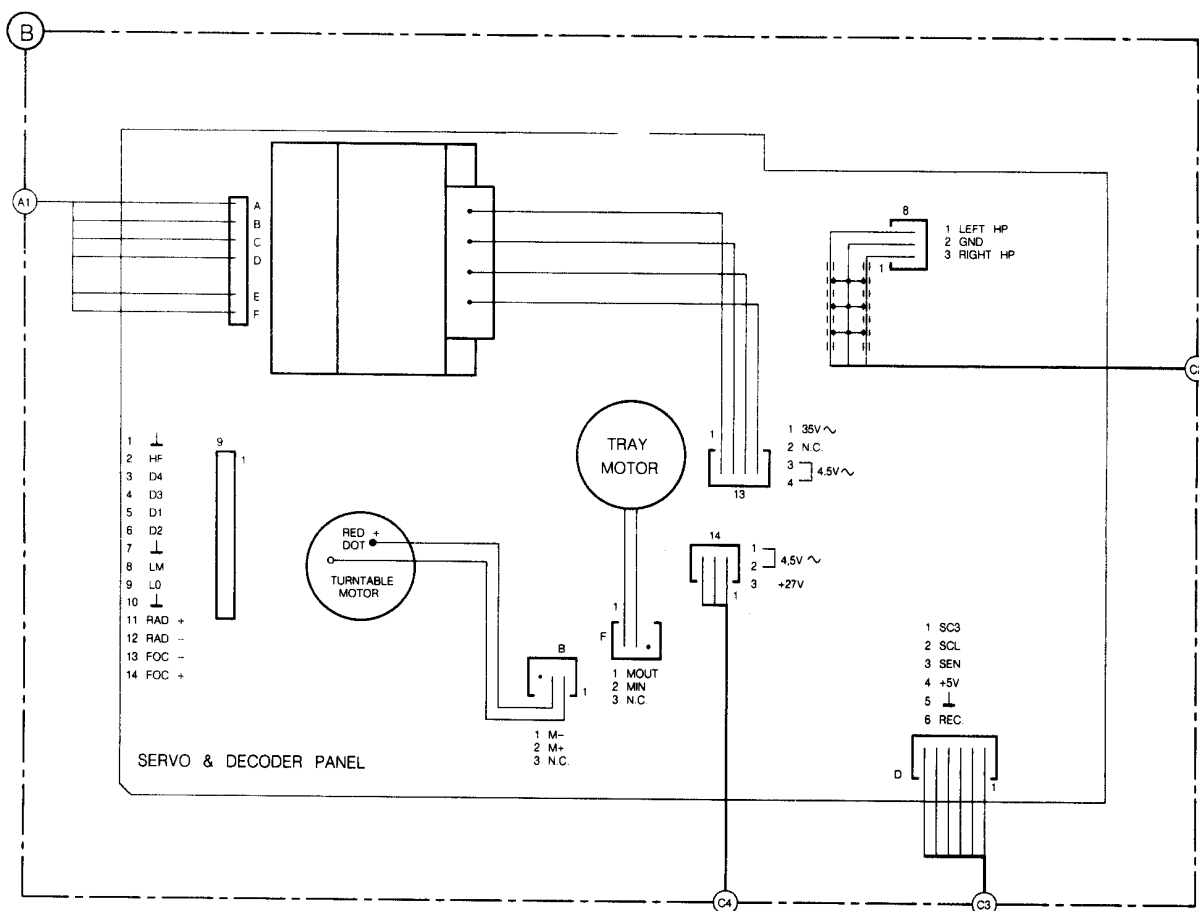 B
A1
A
B
C
D
E
F
8
1 LEFT HP
2 GND
3 RIGHT HP
1
1 ⊥
2 HF
3 D4
4 D3
5 D1
6 D2
7 ⊥
8 LM
9 L0
10 ⊥
11 RAD +
12 RAD -
13 FOC -
14 FOC +
9
1
TRAY
MOTOR
1
13
1 35V ~
2 N.C.
3
4 4.5V ~
RED +
DOT
TURNTABLE
MOTOR
14
1
1
2 4,5V ~
3 +27V
1
F
1 MOUT
2 MIN
3 N.C.
B
1
1 M-
2 M+
3 N.C.
1 SC3
2 SCL
3 SEN
4 +5V
5 ⊥
6 REC.
D
1
SERVO & DECODER PANEL
C4
C3